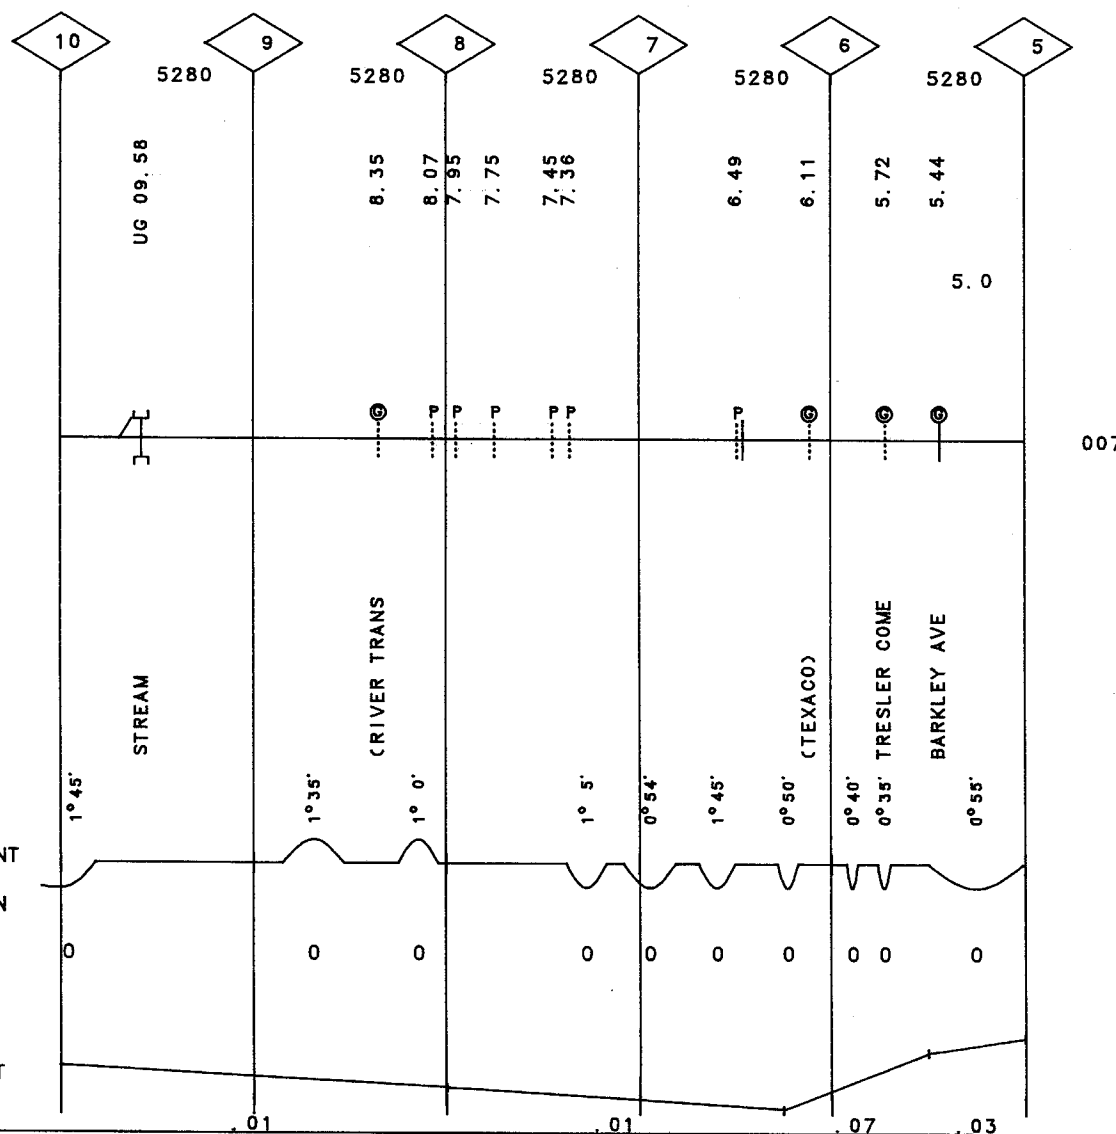 10 9 8 7 6 5
5280 5280 5280 5280 5280
UG 09.58
8.35
8.07
7.95
7.75
7.45
7.36
6.49
6.11
5.72
5.44
5.0
G P P P P P P G G G
007
STREAM
(RIVER TRANS
(TEXACO)
TRESLER COME
BARKLEY AVE
1°45'
1°35'
1° 0'
1° 5'
0°54'
1°45'
0°50'
0°40'
0°35'
0°55'
NT
N
0 0 0 0 0 0 0 0 0 0
T
.01 .01 .07 .03